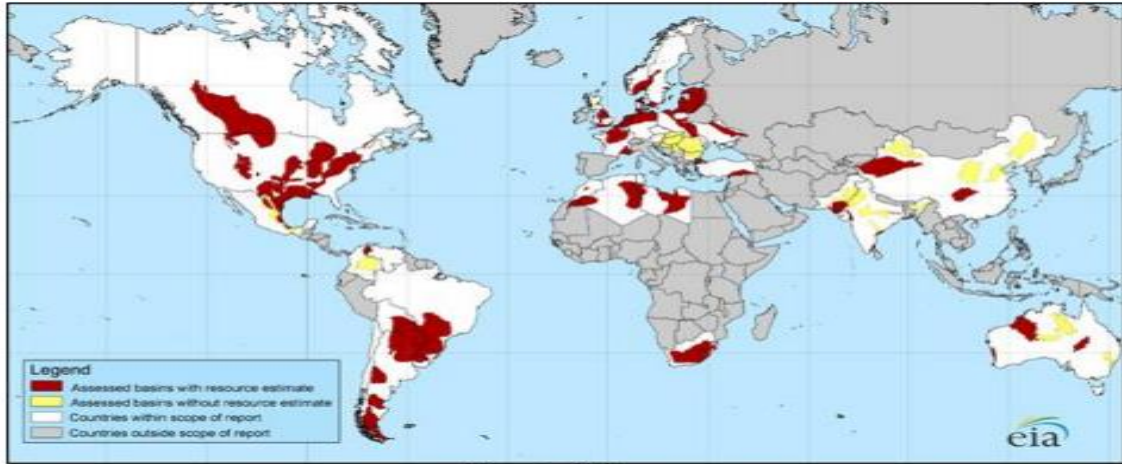 Legend
Assessed basins with resource estimate
Assessed basins without resource estimate
Countries within scope of report
Countries outside scope of report
eia